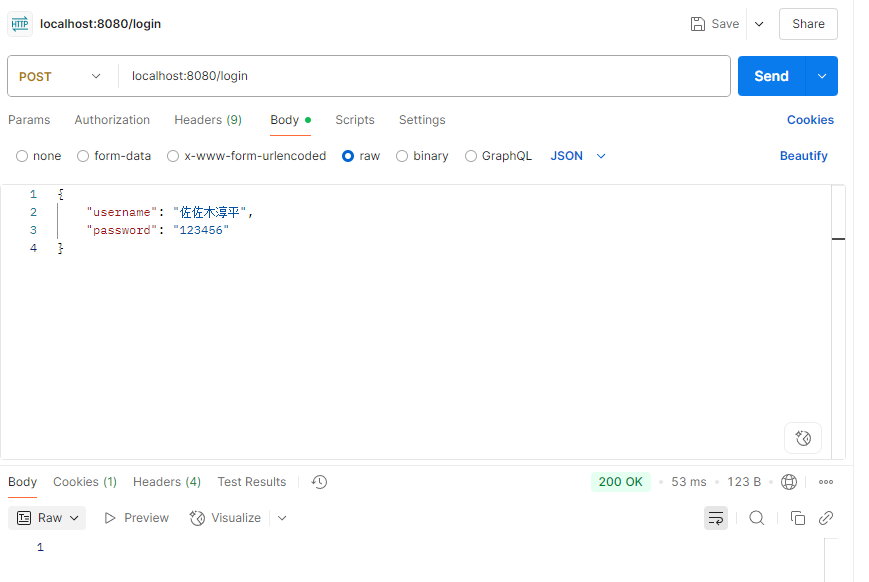 HTTP localhost:8080/login Save Share
POST localhost:8080/login Send
Params Authorization Headers (9) Body Scripts Settings Cookies
none form-data x-www-form-urlencoded raw binary GraphQL JSON Beautify
1 {
2 "username": "佐佐木淳平",
3 "password": "123456"
4 }
Body Cookies (1) Headers (4) Test Results 200 OK • 53 ms • 123 B •
Raw Preview Visualize
1